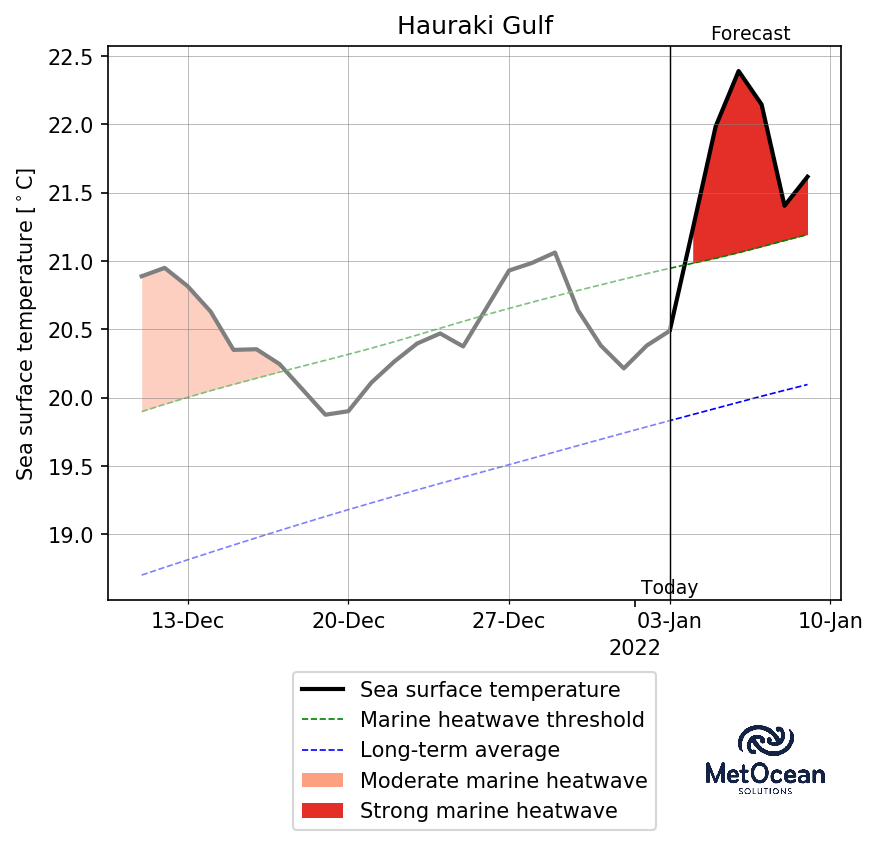 Hauraki Gulf
Forecast
22.5
22.0
21.5
21.0
20.5
20.0
19.5
19.0
Sea surface temperature [°C]
Today
13-Dec 20-Dec 27-Dec 03-Jan 10-Jan
2022
Sea surface temperature
Marine heatwave threshold
Long-term average
Moderate marine heatwave
Strong marine heatwave
MetOcean
SOLUTIONS